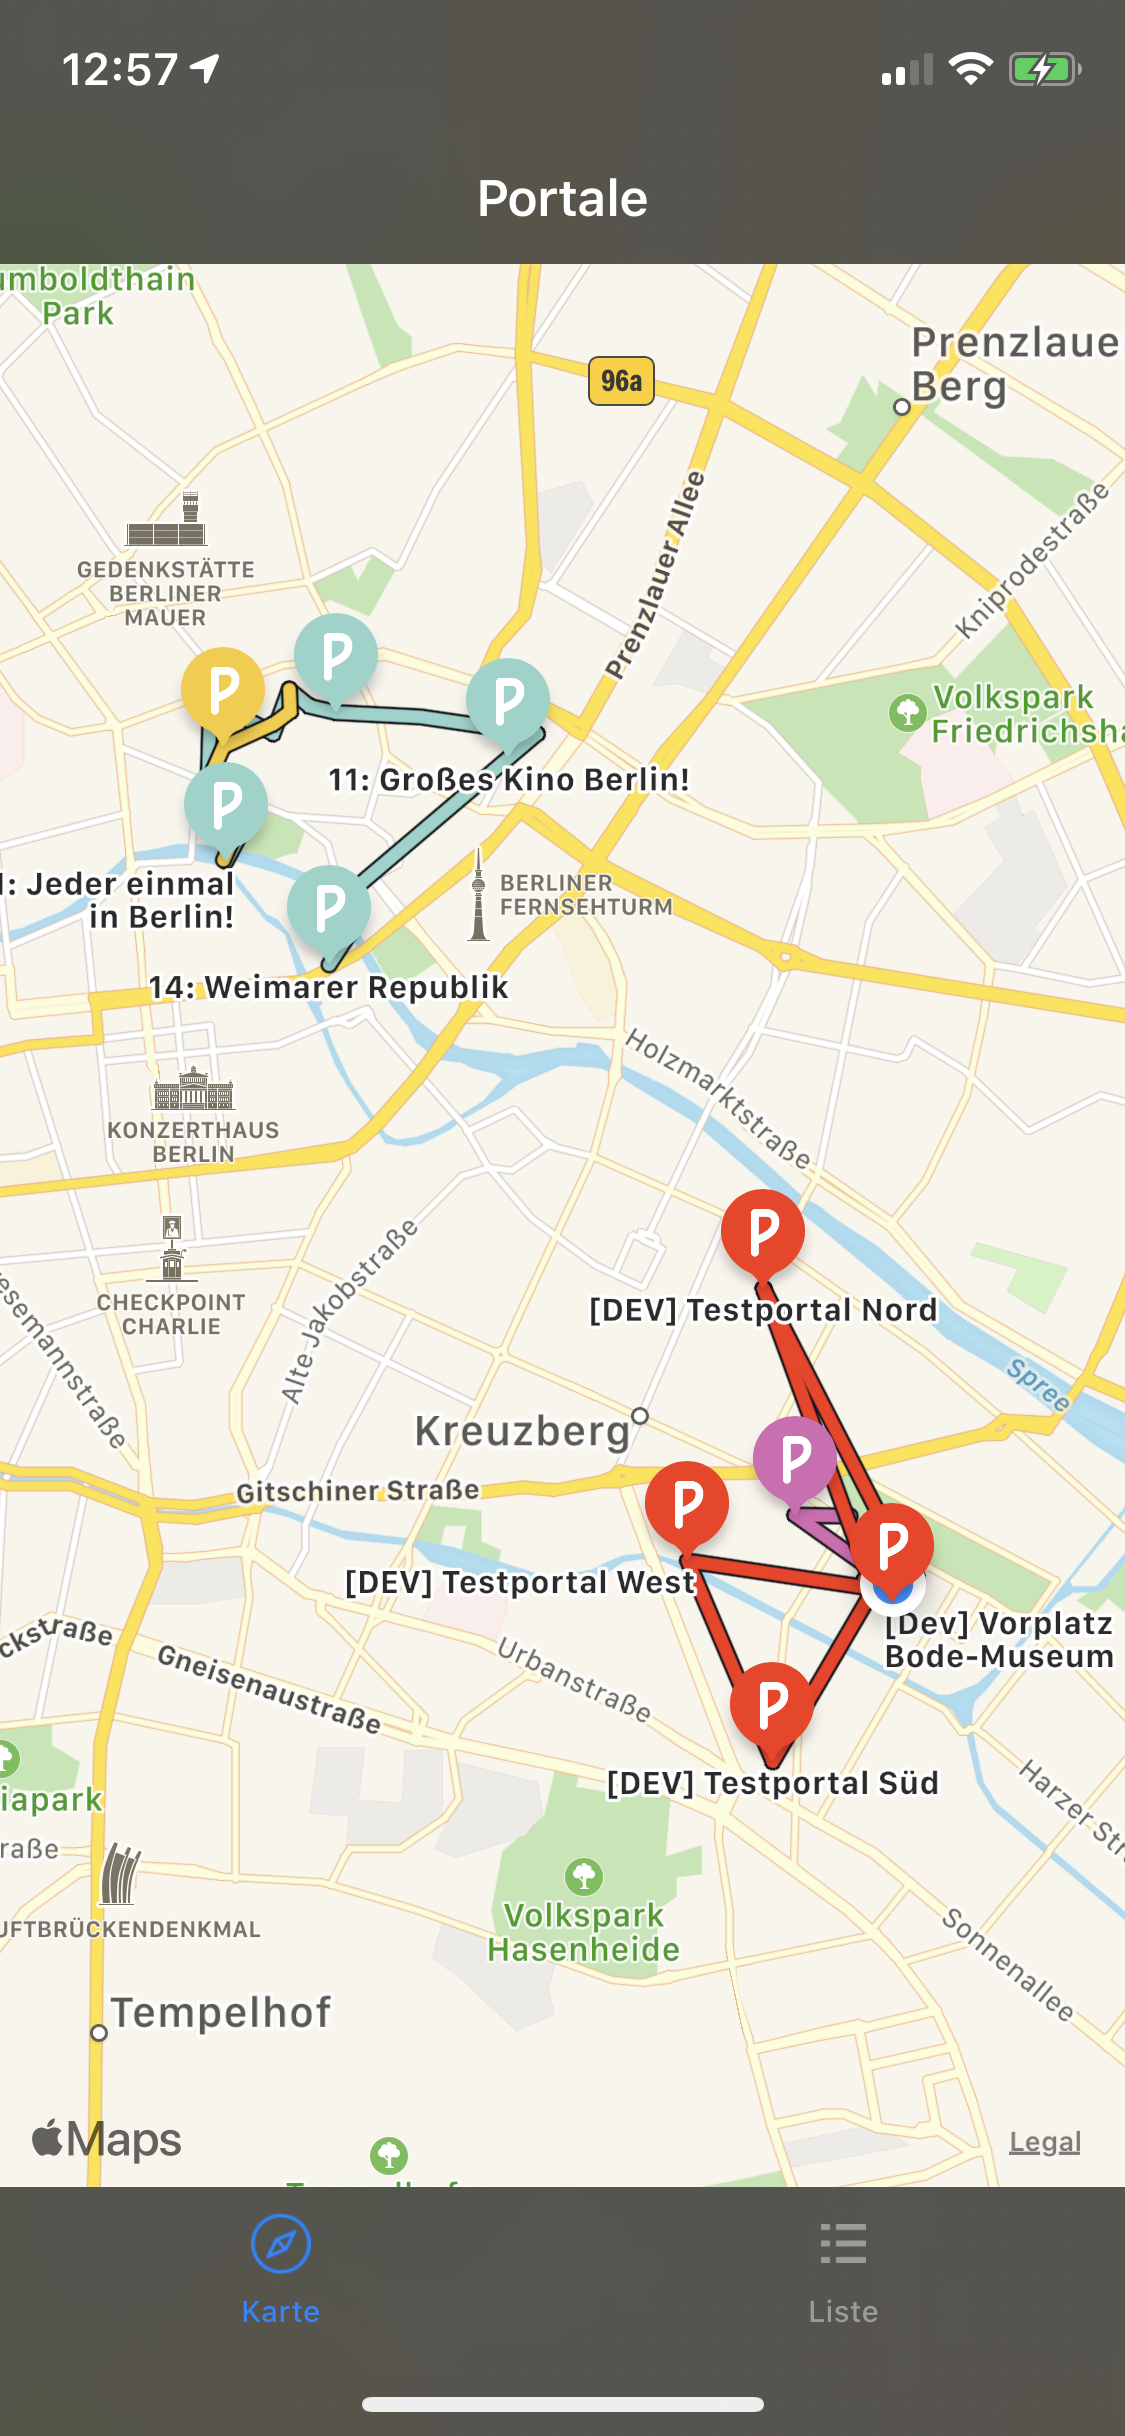 12:57
Portale
umboldthain
Park
Prenzlaue
Berg
96a
Prenzlauer Allee
Kniprodestraße
GEDENKSTÄTTE
BERLINER
MAUER
P
P
P
Volkspark
Friedrichsha
11: Großes Kino Berlin!
P
1: Jeder einmal
in Berlin!
BERLINER
FERNSEHTURM
P
14: Weimarer Republik
Holzmarktstraße
KONZERTHAUS
BERLIN
P
CHECKPOINT
CHARLIE
[DEV] Testportal Nord
esemannstraße
Alte Jakobstraße
Spree
Kreuzberg
P
Gitschiner Straße
P
P
[DEV] Testportal West
[Dev] Vorplatz
Bode-Museum
ckstraße
Gneisenaustraße
Urbanstraße
P
[DEV] Testportal Süd
iapark
Harzer Str
raße
UFTBRÜCKENDENKMAL
Volkspark
Hasenheide
Sonnenallee
Tempelhof
Maps
Legal
Karte
Liste